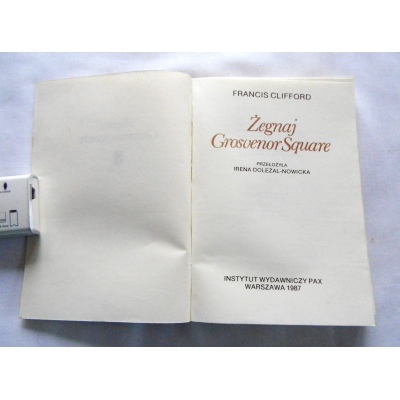 FRANCIS CLIFFORD
Żegnaj
Grosvenor Square
PRZEŁOŻYŁA
IRENA DOLEŻAL-NOWICKA
INSTYTUT WYDAWNICZY PAX
WARSZAWA 1987